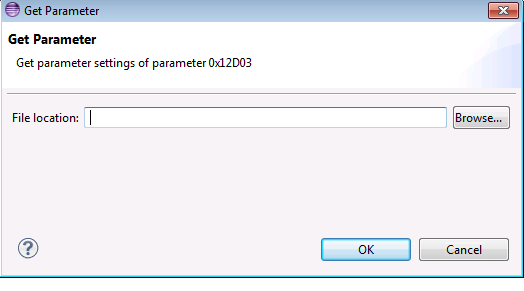 Get Parameter
Get Parameter
Get parameter settings of parameter 0x12D03
File location:
Browse...
?
OK Cancel